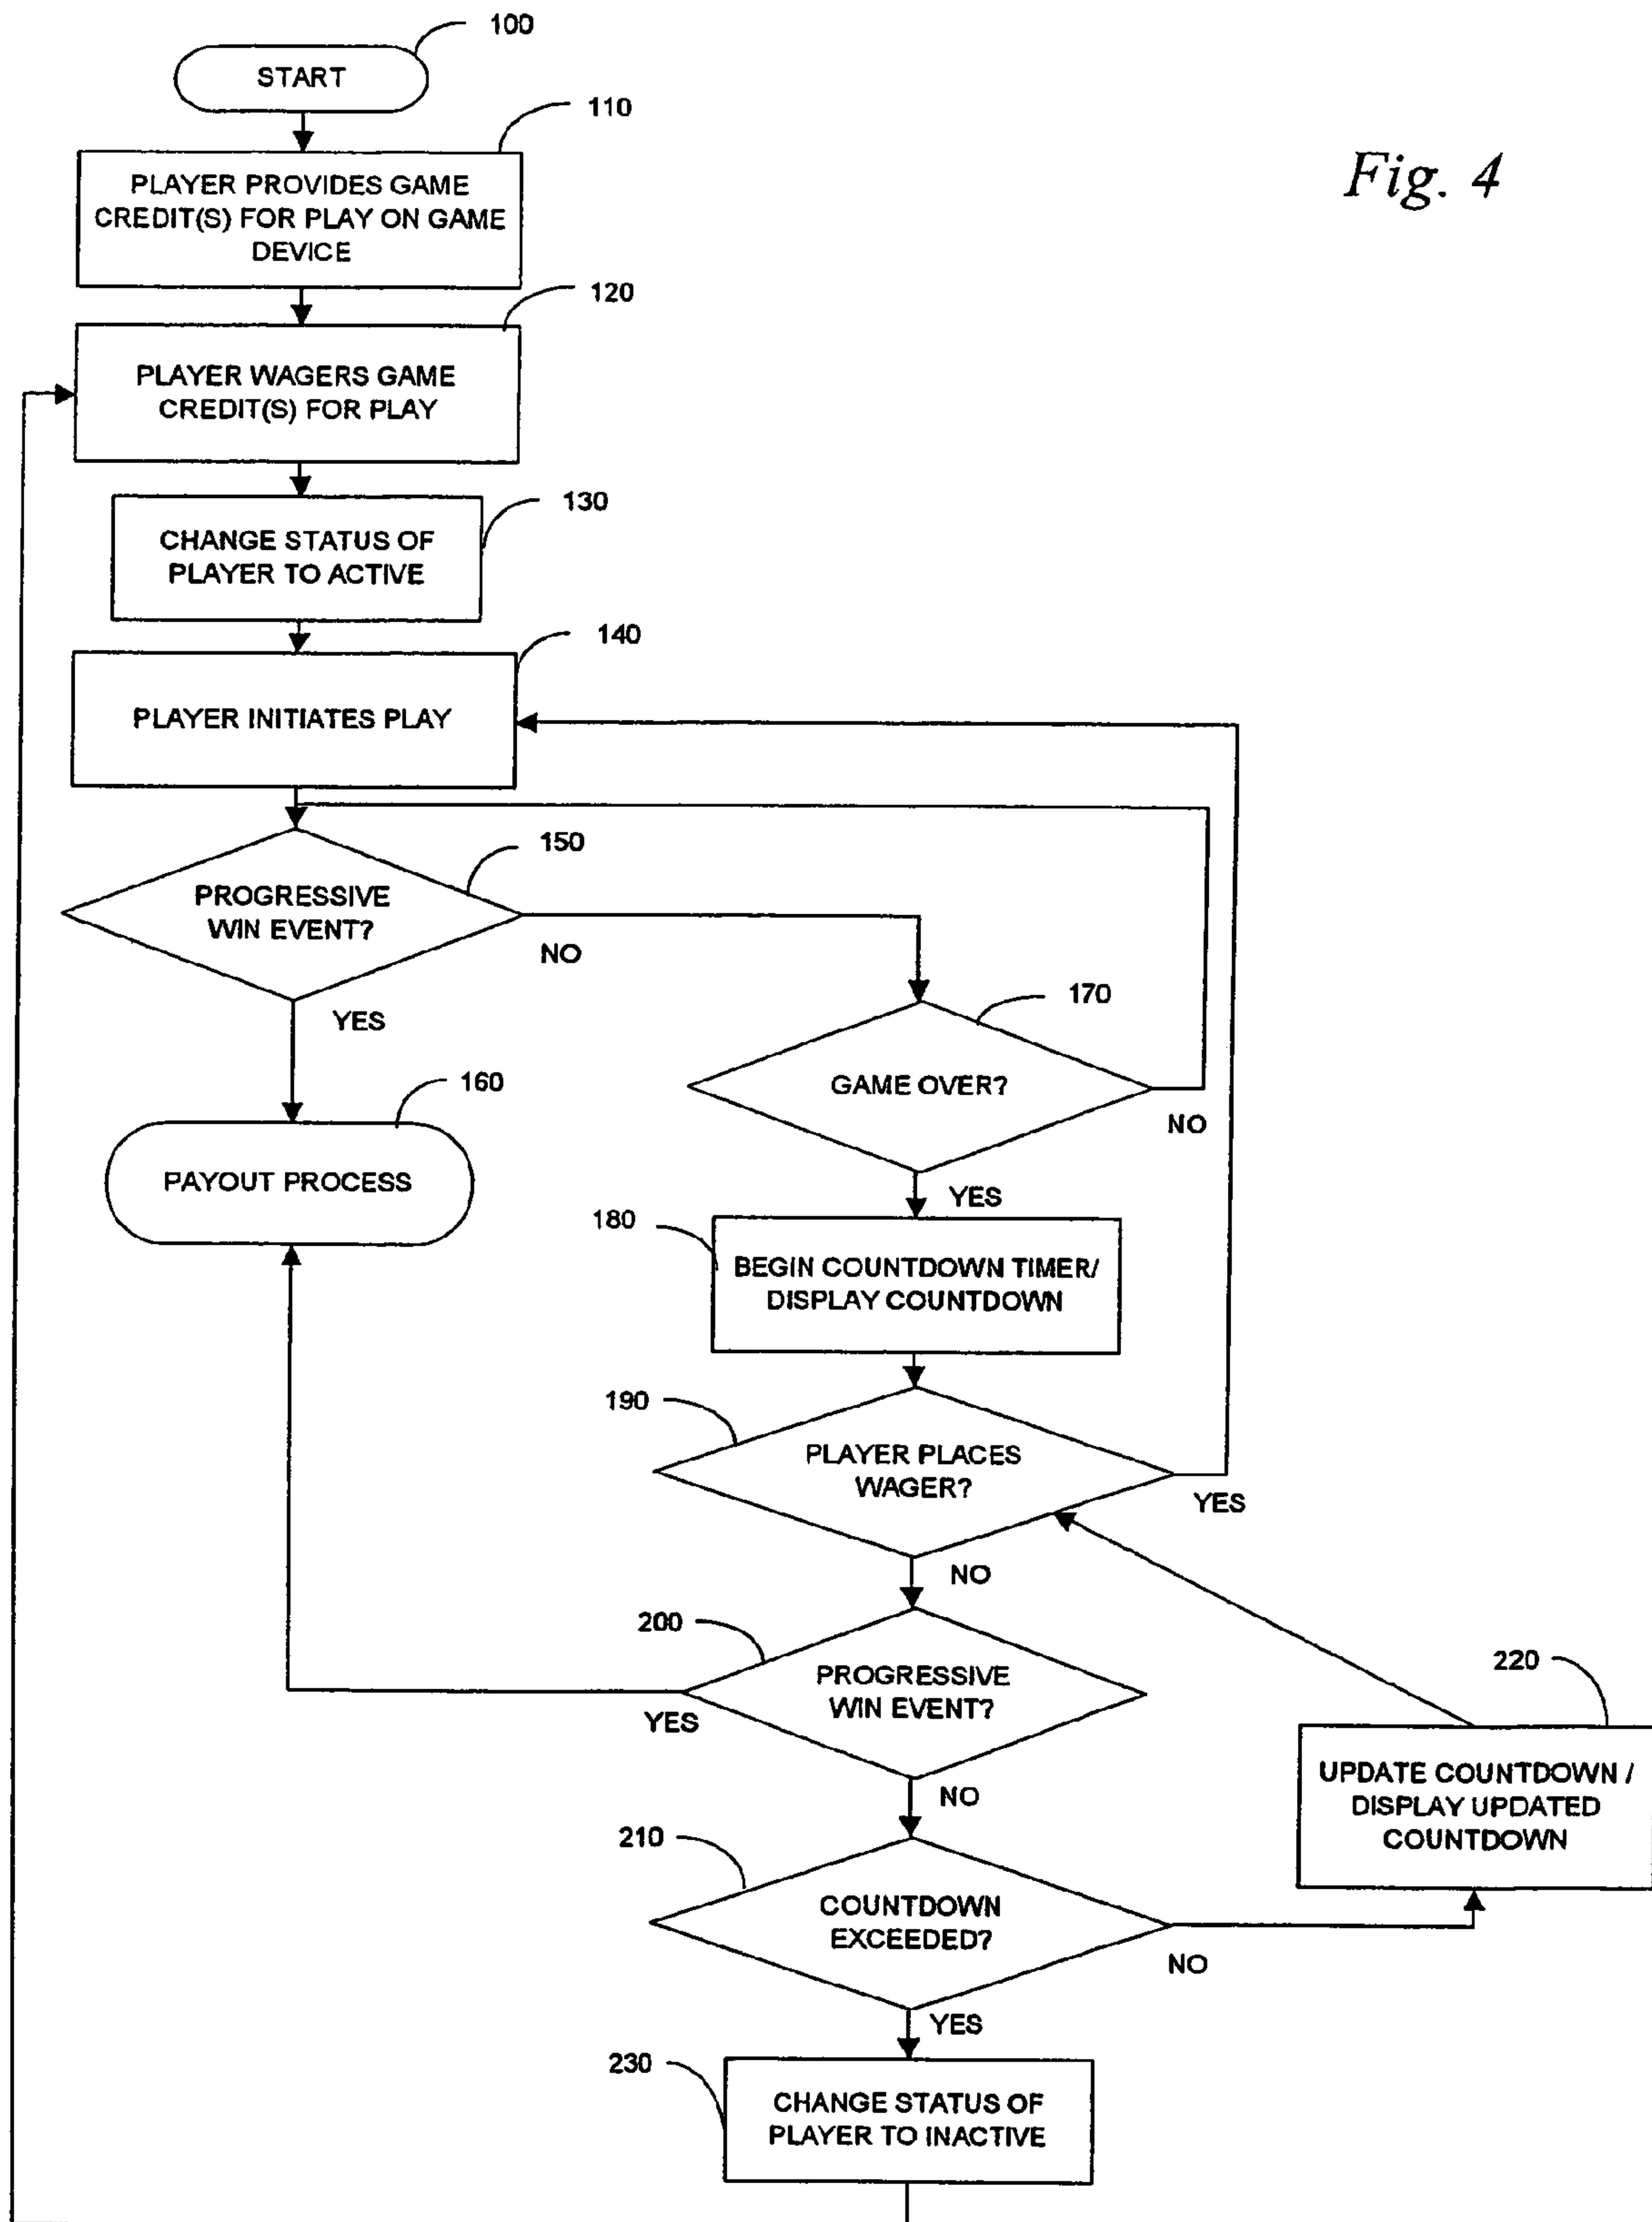 100
START
110
Fig. 4
PLAYER PROVIDES GAME
CREDIT(S) FOR PLAY ON GAME
DEVICE
120
PLAYER WAGERS GAME
CREDIT(S) FOR PLAY
130
CHANGE STATUS OF
PLAYER TO ACTIVE
140
PLAYER INITIATES PLAY
150
PROGRESSIVE
WIN EVENT?
NO
YES
170
GAME OVER?
NO
160
PAYOUT PROCESS
YES
180
BEGIN COUNTDOWN TIMER/
DISPLAY COUNTDOWN
190
PLAYER PLACES
WAGER?
YES
NO
200
PROGRESSIVE
WIN EVENT?
YES
220
UPDATE COUNTDOWN /
DISPLAY UPDATED
COUNTDOWN
NO
210
COUNTDOWN
EXCEEDED?
NO
YES
230
CHANGE STATUS OF
PLAYER TO INACTIVE